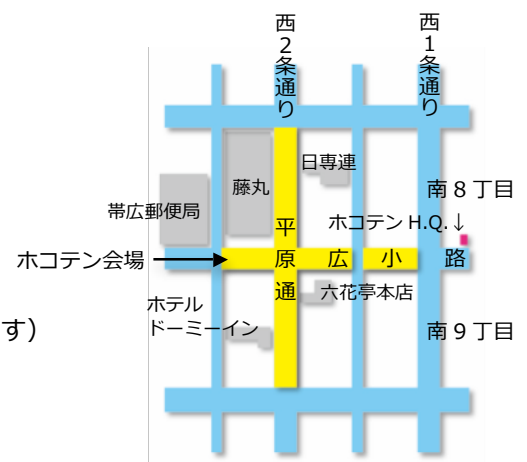 西2条通り
西1条通り
日専連
藤丸
南8丁目
帯広郵便局
平原通
ホコテン H.Q.↓
ホコテン会場
広小路
六花亭本店
ホテル
ドーミーイン
す）
南9丁目